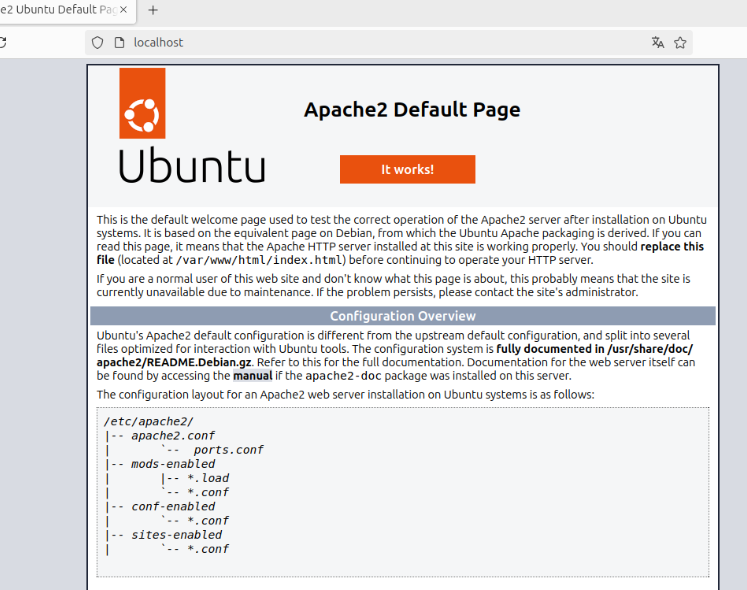 e2 Ubuntu Default Pag
localhost
Apache2 Default Page
Ubuntu
It works!
This is the default welcome page used to test the correct operation of the Apache2 server after installation on Ubuntu
systems. It is based on the equivalent page on Debian, from which the Ubuntu Apache packaging is derived. If you can
read this page, it means that the Apache HTTP server installed at this site is working properly. You should replace this
file (located at /var/www/html/index.html) before continuing to operate your HTTP server.
If you are a normal user of this web site and don't know what this page is about, this probably means that the site is
currently unavailable due to maintenance. If the problem persists, please contact the site's administrator.
Configuration Overview
Ubuntu's Apache2 default configuration is different from the upstream default configuration, and split into several
files optimized for interaction with Ubuntu tools. The configuration system is fully documented in /usr/share/doc/
apache2/README.Debian.gz. Refer to this for the full documentation. Documentation for the web server itself can
be found by accessing the manual if the apache2-doc package was installed on this server.
The configuration layout for an Apache2 web server installation on Ubuntu systems is as follows:
/etc/apache2/
|-- apache2.conf
|       `--  ports.conf
|-- mods-enabled
|       |-- *.load
|       `-- *.conf
|-- conf-enabled
|       `-- *.conf
|-- sites-enabled
|       `-- *.conf